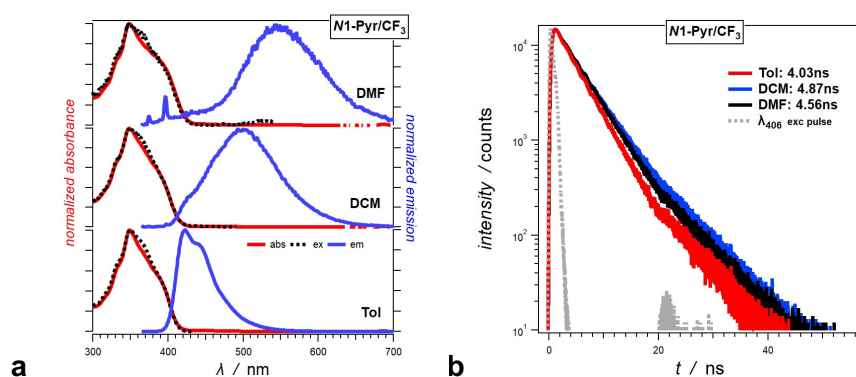 N1-Pyr/CF3
normalized absorbance
normalized emission
DMF
DCM
abs ex em
Tol
300 400 500 600 700
λ / nm
a
N1-Pyr/CF3
Tol: 4.03ns
DCM: 4.87ns
DMF: 4.56ns
λ406 exc pulse
intensity / counts
10^4
10^3
10^2
10^1
0 20 40
t / ns
b